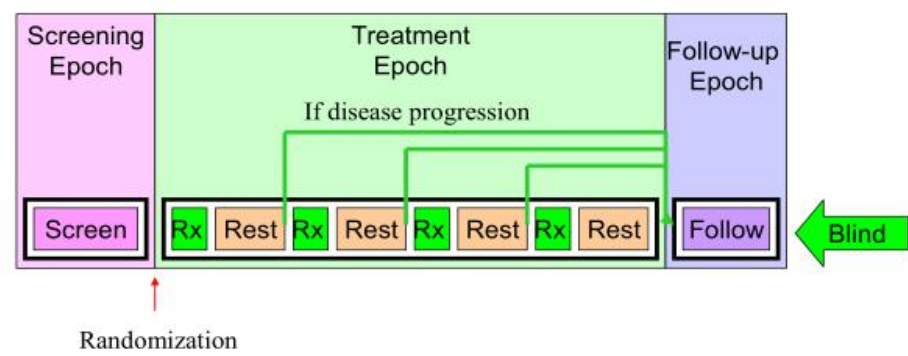 Screening
Epoch
Treatment
Epoch
Follow-up
Epoch
If disease progression
Screen
Rx Rest Rx Rest Rx Rest Rx Rest
Follow
Blind
Randomization